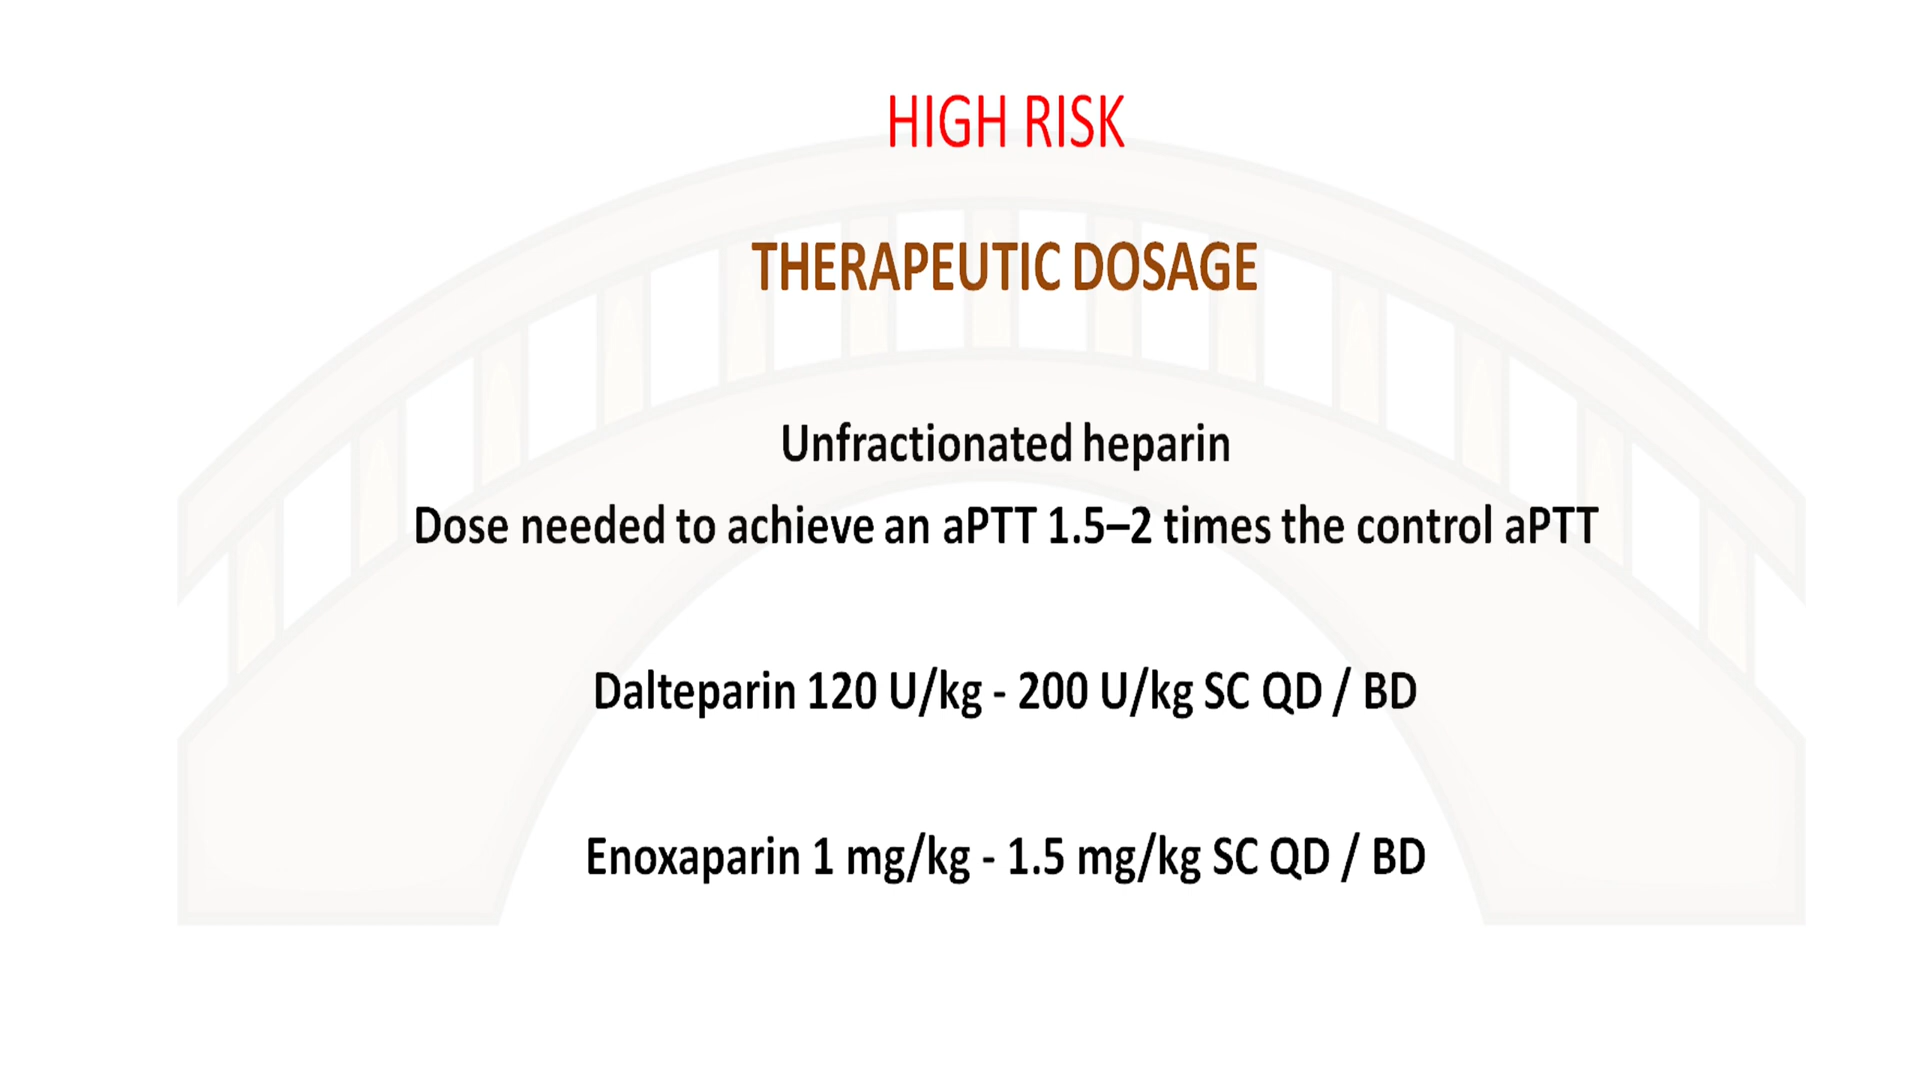 HIGH RISK
THERAPEUTIC DOSAGE
Unfractionated heparin
Dose needed to achieve an aPTT 1.5–2 times the control aPTT
Dalteparin 120 U/kg - 200 U/kg SC QD / BD
Enoxaparin 1 mg/kg - 1.5 mg/kg SC QD / BD